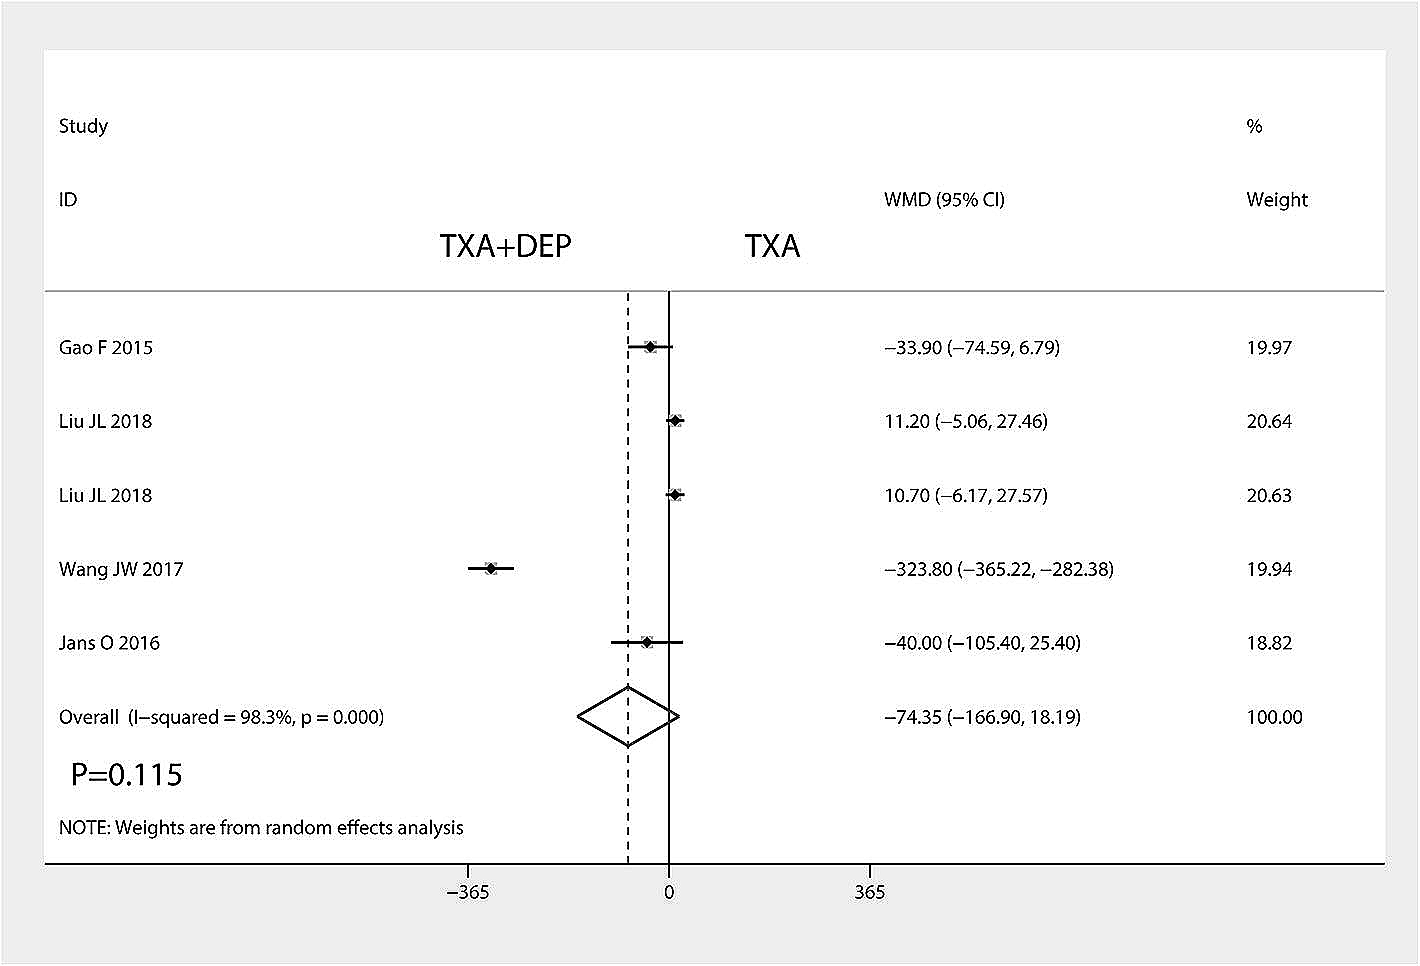 Study %
ID WMD (95% CI) Weight
TXA+DEP TXA
Gao F 2015 −33.90 (−74.59, 6.79) 19.97
Liu JL 2018 11.20 (−5.06, 27.46) 20.64
Liu JL 2018 10.70 (−6.17, 27.57) 20.63
Wang JW 2017 −323.80 (−365.22, −282.38) 19.94
Jans O 2016 −40.00 (−105.40, 25.40) 18.82
Overall (I−squared = 98.3%, p = 0.000) −74.35 (−166.90, 18.19) 100.00
P=0.115
NOTE: Weights are from random effects analysis
−365 0 365